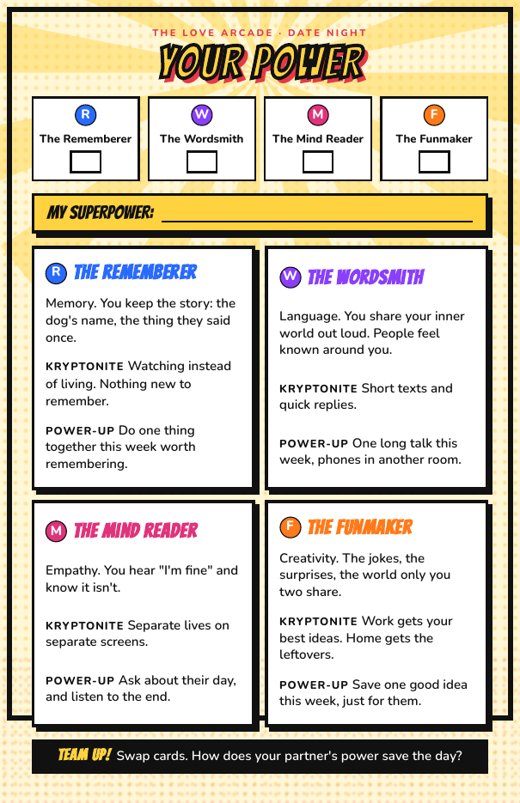 THE LOVE ARCADE · DATE NIGHT
YOUR POWER
R
The Rememberer
W
The Wordsmith
M
The Mind Reader
F
The Funmaker
MY SUPERPOWER:
R THE REMEMBERER
Memory. You keep the story: the
dog's name, the thing they said
once.
KRYPTONITE Watching instead
of living. Nothing new to
remember.
POWER-UP Do one thing
together this week worth
remembering.
W THE WORDSMITH
Language. You share your inner
world out loud. People feel
known around you.
KRYPTONITE Short texts and
quick replies.
POWER-UP One long talk this
week, phones in another room.
M THE MIND READER
Empathy. You hear "I'm fine" and
know it isn't.
KRYPTONITE Separate lives on
separate screens.
POWER-UP Ask about their day,
and listen to the end.
F THE FUNMAKER
Creativity. The jokes, the
surprises, the world only you
two share.
KRYPTONITE Work gets your
best ideas. Home gets the
leftovers.
POWER-UP Save one good idea
this week, just for them.
TEAM UP! Swap cards. How does your partner's power save the day?